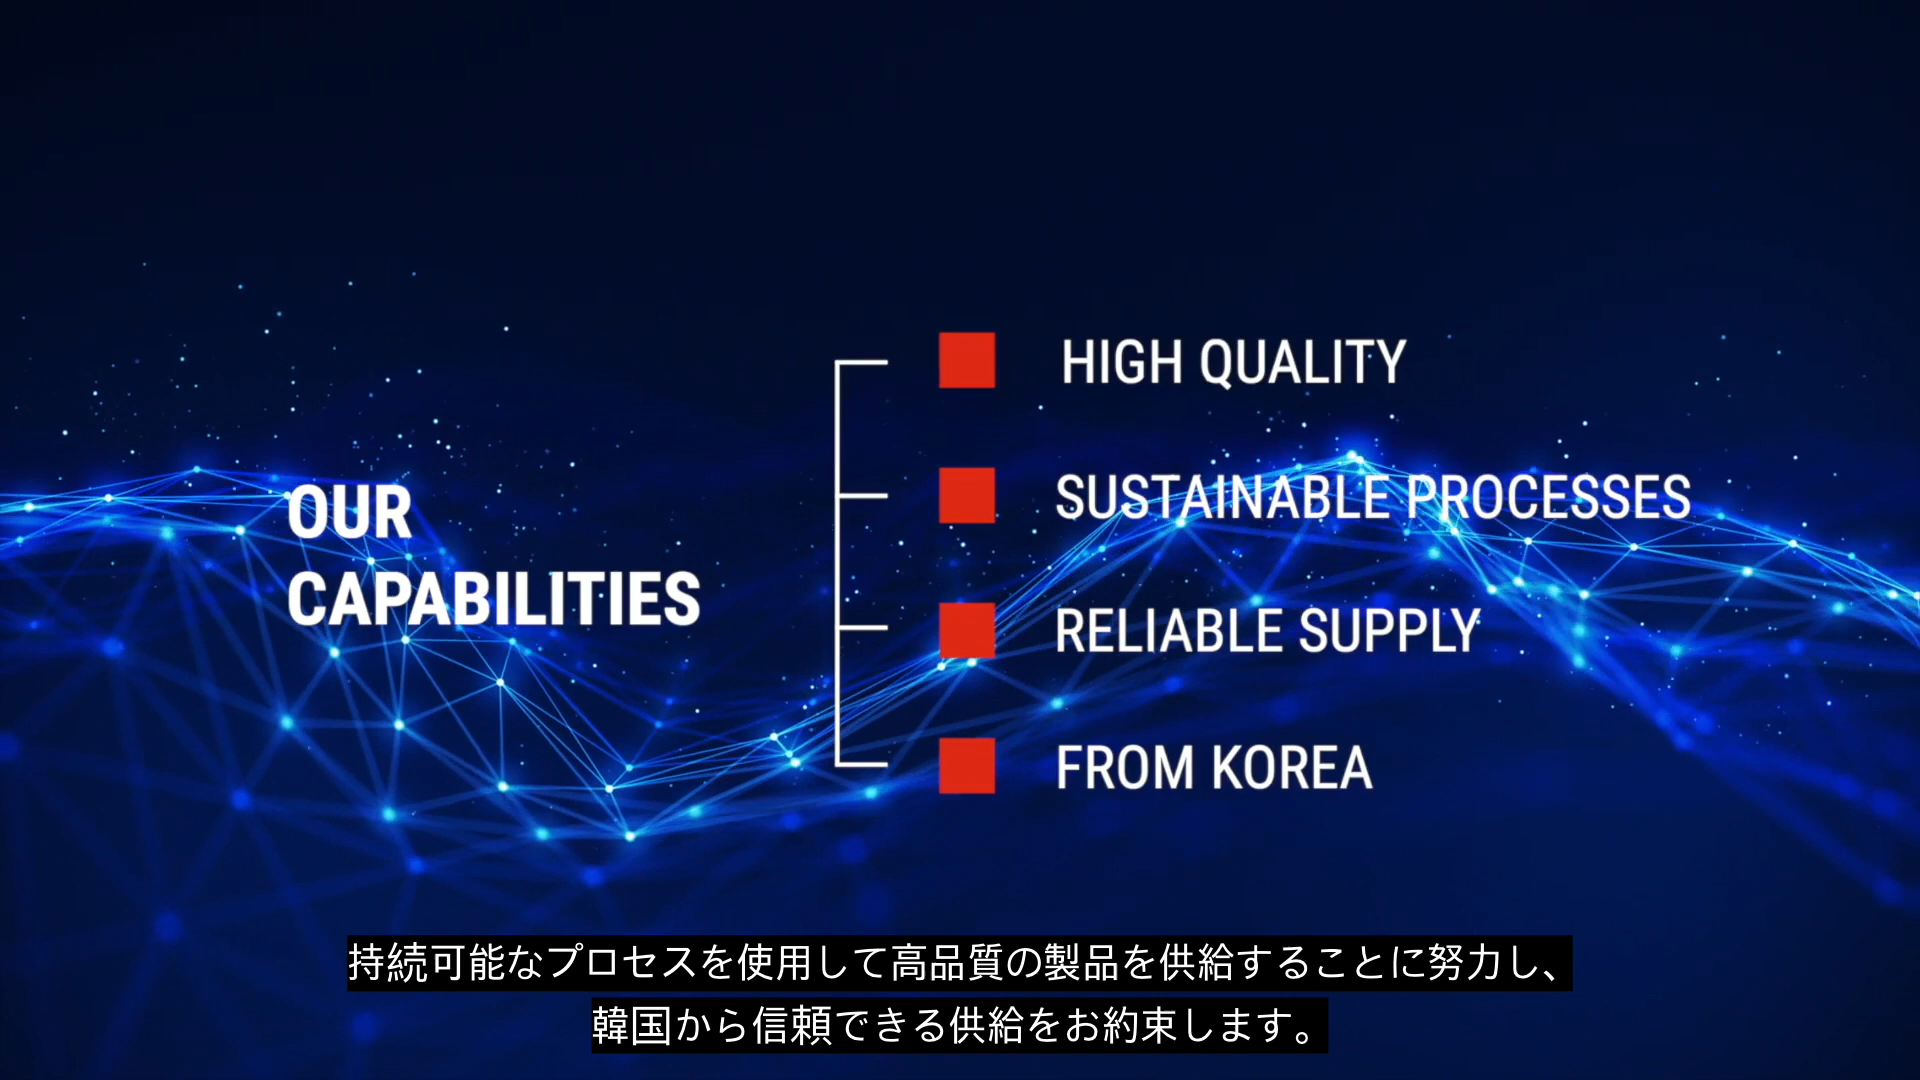 OUR
CAPABILITIES
HIGH QUALITY
SUSTAINABLE PROCESSES
RELIABLE SUPPLY
FROM KOREA
持続可能なプロセスを使用して高品質の製品を供給することに努力し、
韓国から信頼できる供給をお約束します。